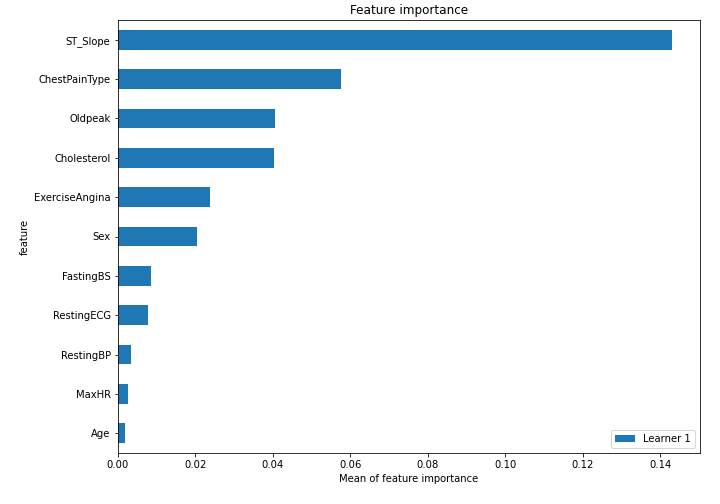 Feature importance
ST_Slope
ChestPainType
Oldpeak
Cholesterol
ExerciseAngina
Sex
FastingBS
RestingECG
RestingBP
MaxHR
Age
feature
Learner 1
0.00 0.02 0.04 0.06 0.08 0.10 0.12 0.14
Mean of feature importance